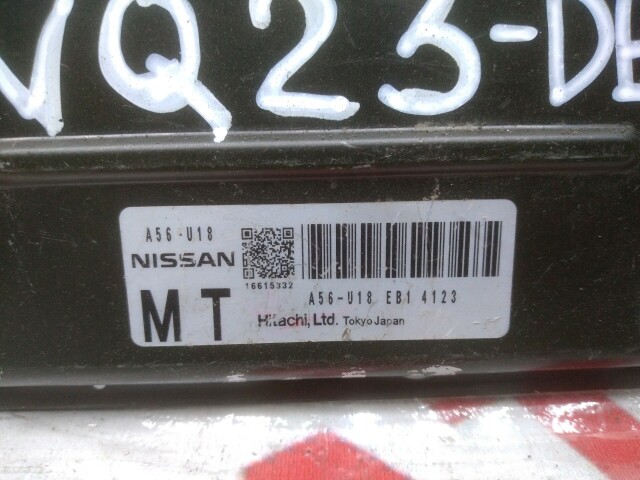 VQ23-DE
A56-U18
NISSAN
16615332
MT
A56-U18 EB1 4123
Hitachi, Ltd. Tokyo Japan